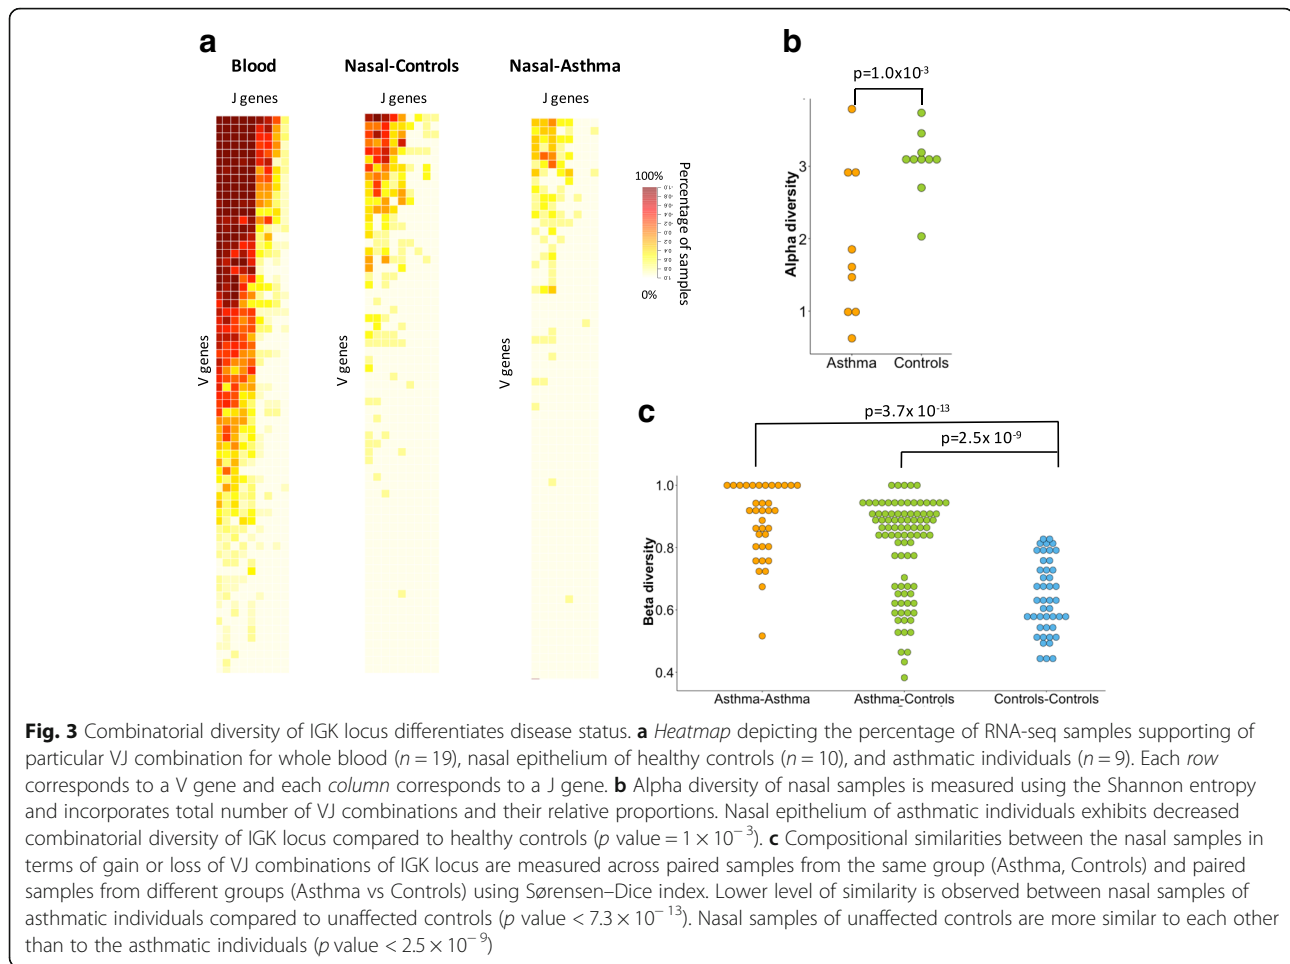 a
Blood
Nasal-Controls
Nasal-Asthma
J genes
J genes
J genes
V genes
V genes
V genes
100%
0%
Percentage of samples
b
p=1.0x10-3
3
2
1
Alpha diversity
Asthma
Controls
c
p=3.7x 10-13
p=2.5x 10-9
1.0
0.8
0.6
0.4
Beta diversity
Asthma-Asthma
Asthma-Controls
Controls-Controls
Fig. 3 Combinatorial diversity of IGK locus differentiates disease status. a Heatmap depicting the percentage of RNA-seq samples supporting of
particular VJ combination for whole blood (n = 19), nasal epithelium of healthy controls (n = 10), and asthmatic individuals (n = 9). Each row
corresponds to a V gene and each column corresponds to a J gene. b Alpha diversity of nasal samples is measured using the Shannon entropy
and incorporates total number of VJ combinations and their relative proportions. Nasal epithelium of asthmatic individuals exhibits decreased
combinatorial diversity of IGK locus compared to healthy controls (p value = 1 × 10− 3). c Compositional similarities between the nasal samples in
terms of gain or loss of VJ combinations of IGK locus are measured across paired samples from the same group (Asthma, Controls) and paired
samples from different groups (Asthma vs Controls) using Sørensen–Dice index. Lower level of similarity is observed between nasal samples of
asthmatic individuals compared to unaffected controls (p value < 7.3 × 10− 13). Nasal samples of unaffected controls are more similar to each other
than to the asthmatic individuals (p value < 2.5 × 10− 9)